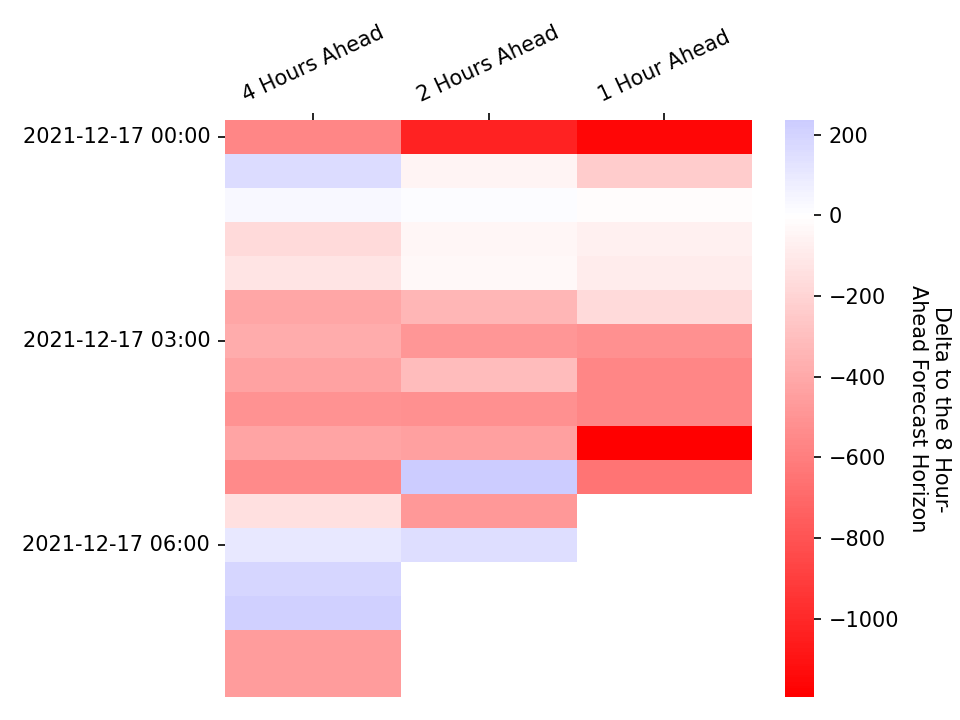 4 Hours Ahead
2 Hours Ahead
1 Hour Ahead
2021-12-17 00:00
2021-12-17 03:00
2021-12-17 06:00
200
0
−200
−400
−600
−800
−1000
Delta to the 8 Hour-
Ahead Forecast Horizon